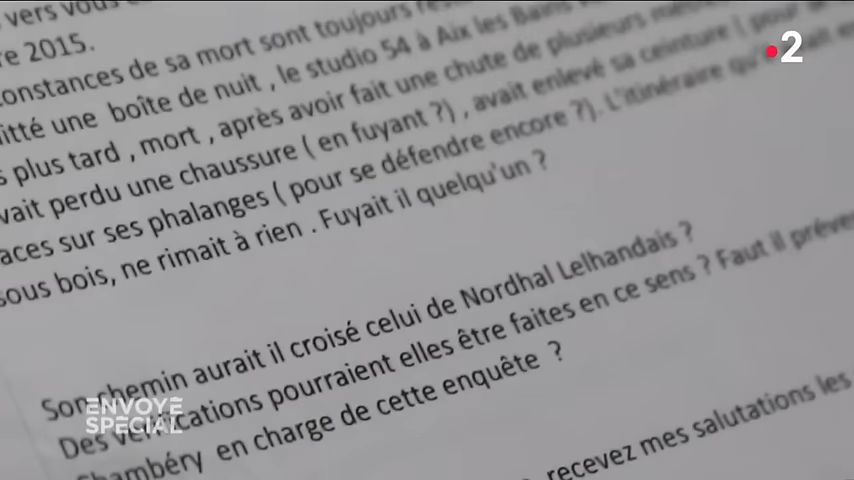 vers vous
re 2015.
constances de sa mort sont toujours
itté une boîte de nuit , le studio 54 à Aix les Bains
s plus tard , mort , après avoir fait une chute de plusieurs
vait perdu une chaussure ( en fuyant ?) , avait enlevé sa ceinture ( pour
aces sur ses phalanges ( pour se défendre encore ?). L'itinéraire
sous bois, ne rimait à rien . Fuyait il quelqu'un ?
Son chemin aurait il croisé celui de Nordhal Lelhandais ?
Des vérifications pourraient elles être faites en ce sens ? Faut il
Chambéry en charge de cette enquête ?
, recevez mes salutations les
2
ENVOYÉ
SPÉCIAL